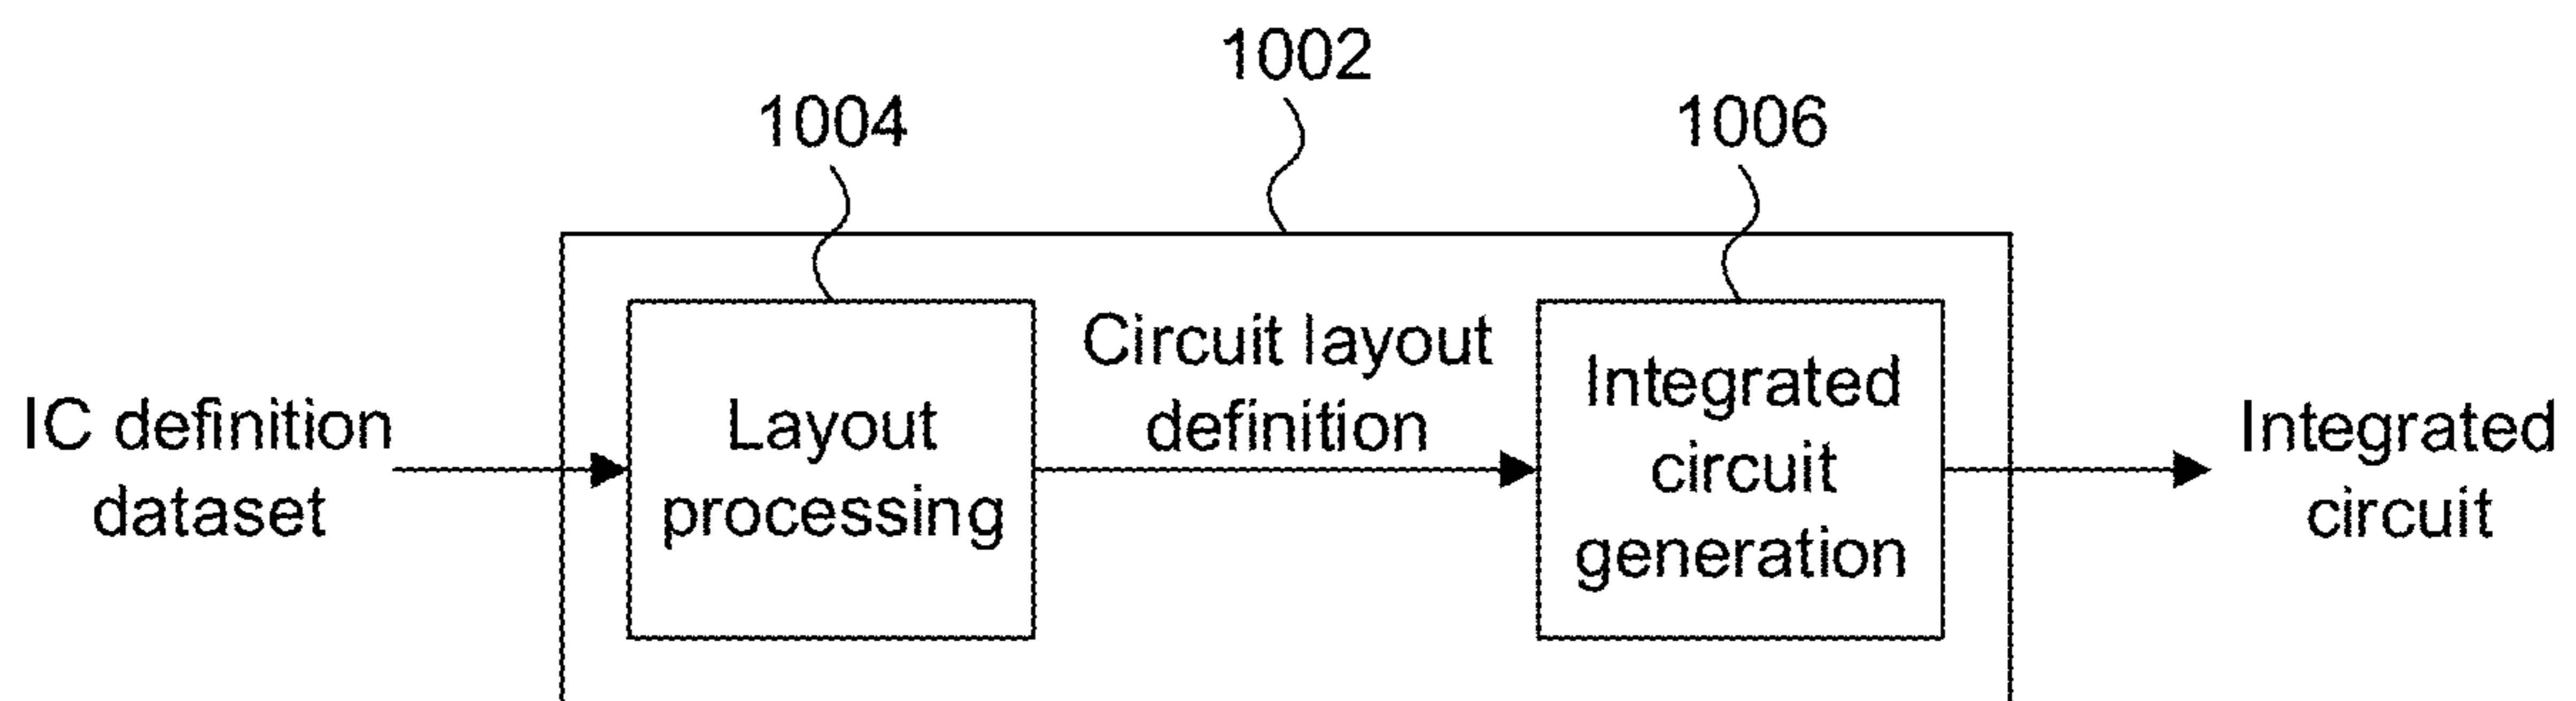 1002
1004
1006
IC definition
dataset
Layout
processing
Circuit layout
definition
Integrated
circuit
generation
Integrated
circuit